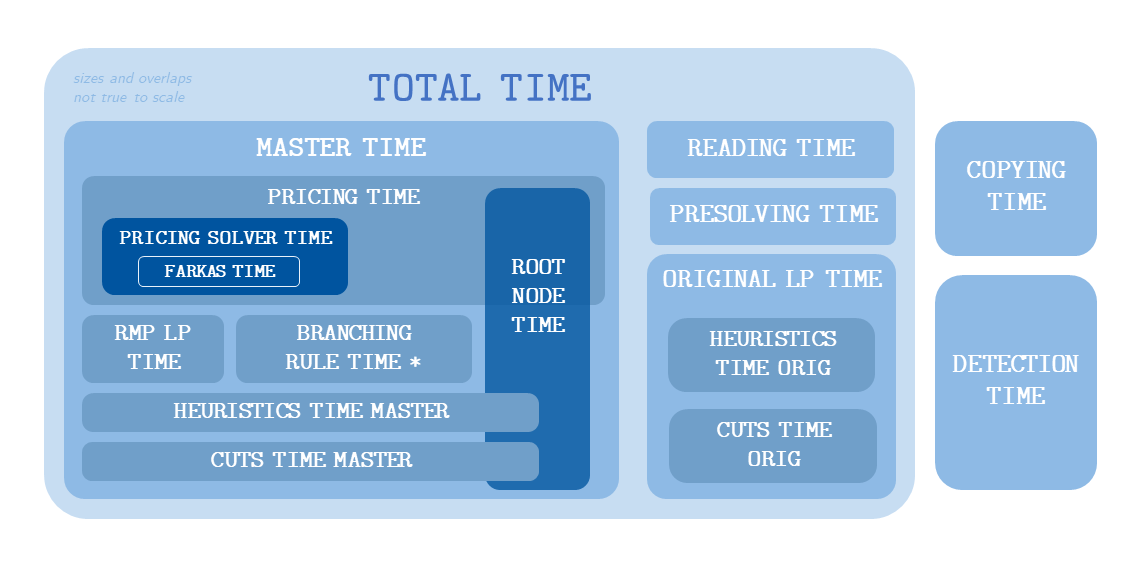 sizes and overlaps
not true to scale
TOTAL TIME
MASTER TIME
PRICING TIME
PRICING SOLVER TIME
FARKAS TIME
ROOT
NODE
TIME
RMP LP
TIME
BRANCHING
RULE TIME *
HEURISTICS TIME MASTER
CUTS TIME MASTER
READING TIME
PRESOLVING TIME
ORIGINAL LP TIME
HEURISTICS
TIME ORIG
CUTS TIME
ORIG
COPYING
TIME
DETECTION
TIME